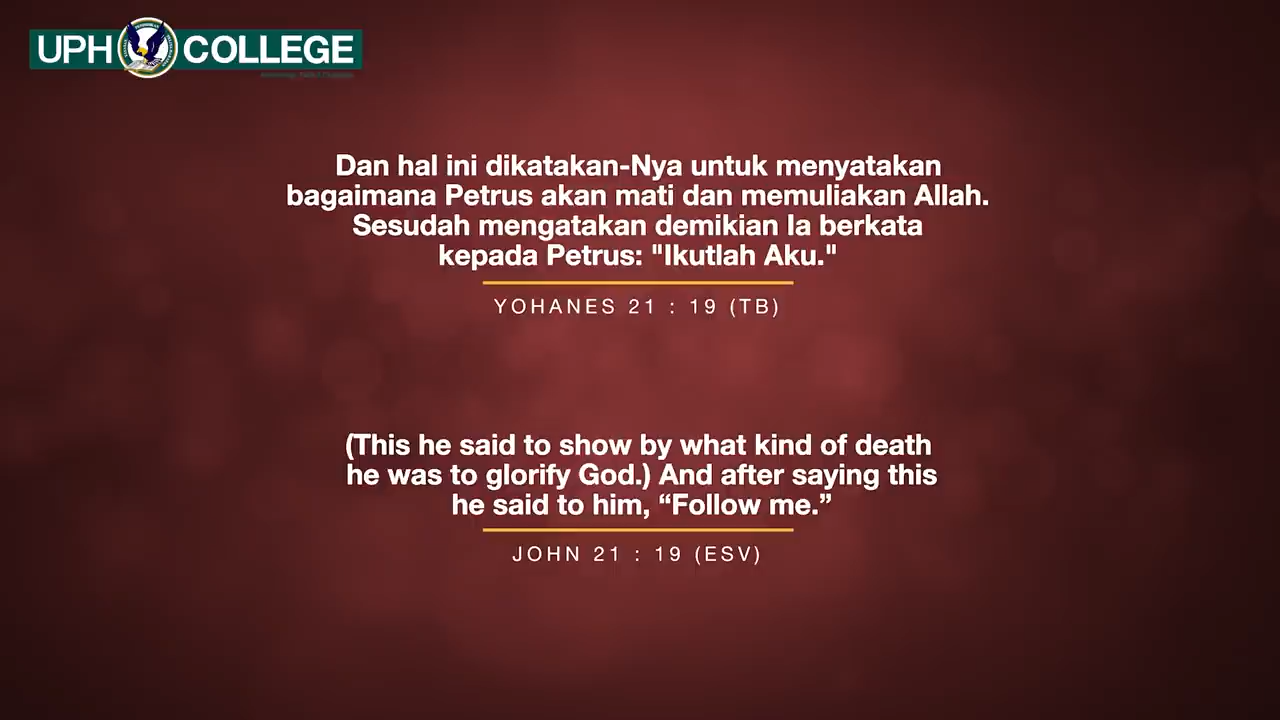 UPH COLLEGE
Dan hal ini dikatakan-Nya untuk menyatakan
bagaimana Petrus akan mati dan memuliakan Allah.
Sesudah mengatakan demikian Ia berkata
kepada Petrus: "Ikutlah Aku."
YOHANES 21 : 19 (TB)
(This he said to show by what kind of death
he was to glorify God.) And after saying this
he said to him, “Follow me.”
JOHN 21 : 19 (ESV)